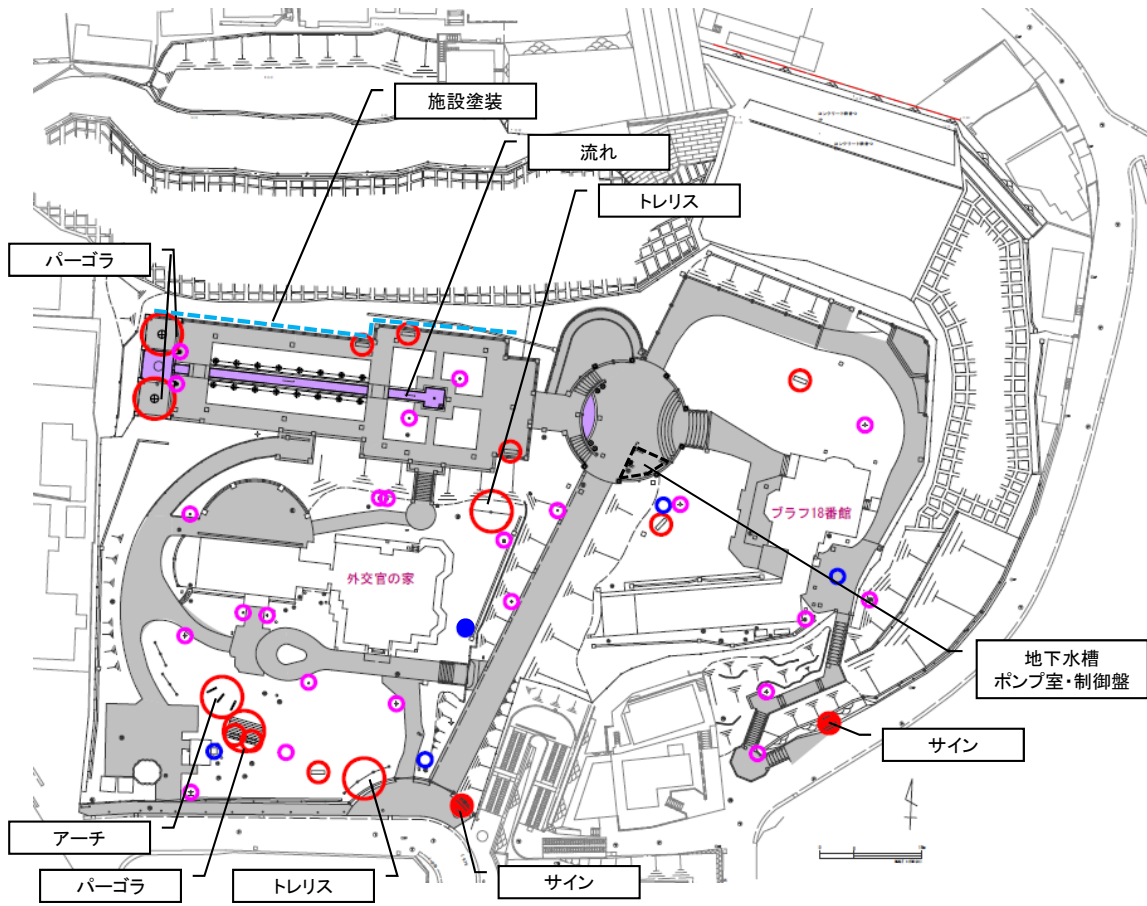 施設塗装
流れ
トレリス
パーゴラ
ブラフ18番館
外交官の家
地下水槽
ポンプ室・制御盤
サイン
アーチ
パーゴラ
トレリス
サイン